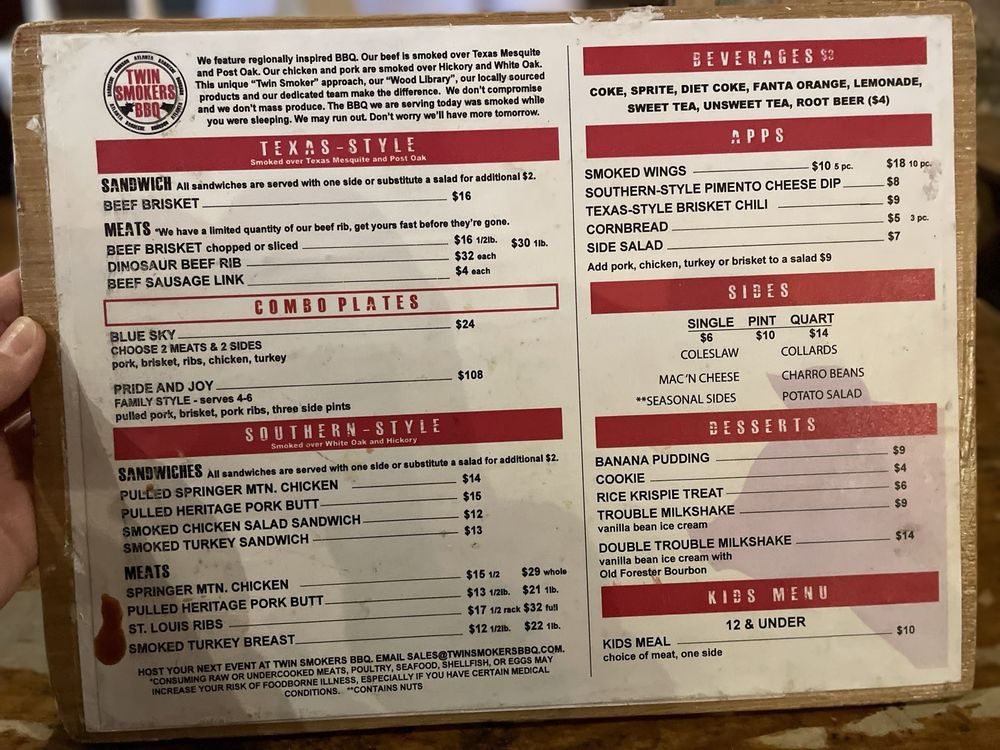 TWIN
SMOKERS
BBQ
We feature regionally inspired BBQ. Our beef is smoked over Texas Mesquite
and Post Oak. Our chicken and pork are smoked over Hickory and White Oak.
This unique "Twin Smoker" approach, our "Wood Library", our locally sourced
products and our dedicated team make the difference. We don't compromise
and we don't mass produce. The BBQ we are serving today was smoked while
you were sleeping. We may run out. Don't worry we'll have more tomorrow.
TEXAS-STYLE
Smoked over Texas Mesquite and Post Oak
SANDWICH All sandwiches are served with one side or substitute a salad for additional $2.
BEEF BRISKET $16
MEATS *We have a limited quantity of our beef rib, get yours fast before they're gone.
BEEF BRISKET chopped or sliced $16 1/2lb. $30 1lb.
DINOSAUR BEEF RIB $32 each
BEEF SAUSAGE LINK $4 each
COMBO PLATES
BLUE SKY $24
CHOOSE 2 MEATS & 2 SIDES
pork, brisket, ribs, chicken, turkey
PRIDE AND JOY $108
FAMILY STYLE - serves 4-6
pulled pork, brisket, pork ribs, three side pints
SOUTHERN-STYLE
Smoked over White Oak and Hickory
SANDWICHES All sandwiches are served with one side or substitute a salad for additional $2.
PULLED SPRINGER MTN. CHICKEN $14
PULLED HERITAGE PORK BUTT $15
SMOKED CHICKEN SALAD SANDWICH $12
SMOKED TURKEY SANDWICH $13
MEATS
SPRINGER MTN. CHICKEN $15 1/2 $29 whole
PULLED HERITAGE PORK BUTT $13 1/2lb. $21 1lb.
ST. LOUIS RIBS $17 1/2 rack $32 full
SMOKED TURKEY BREAST $12 1/2lb. $22 1lb.
HOST YOUR NEXT EVENT AT TWIN SMOKERS BBQ. EMAIL SALES@TWINSMOKERSBBQ.COM.
*CONSUMING RAW OR UNDERCOOKED MEATS, POULTRY, SEAFOOD, SHELLFISH, OR EGGS MAY
INCREASE YOUR RISK OF FOODBORNE ILLNESS, ESPECIALLY IF YOU HAVE CERTAIN MEDICAL
CONDITIONS. **CONTAINS NUTS
BEVERAGES $3
COKE, SPRITE, DIET COKE, FANTA ORANGE, LEMONADE,
SWEET TEA, UNSWEET TEA, ROOT BEER ($4)
APPS
SMOKED WINGS $10 5 pc. $18 10 pc.
SOUTHERN-STYLE PIMENTO CHEESE DIP $8
TEXAS-STYLE BRISKET CHILI $9
CORNBREAD $5 3 pc.
SIDE SALAD $7
Add pork, chicken, turkey or brisket to a salad $9
SIDES
SINGLE PINT QUART
$6 $10 $14
COLESLAW COLLARDS
MAC'N CHEESE CHARRO BEANS
**SEASONAL SIDES POTATO SALAD
DESSERTS
BANANA PUDDING $9
COOKIE $4
RICE KRISPIE TREAT $6
TROUBLE MILKSHAKE $9
vanilla bean ice cream
DOUBLE TROUBLE MILKSHAKE $14
vanilla bean ice cream with
Old Forester Bourbon
KIDS MENU
12 & UNDER
KIDS MEAL $10
choice of meat, one side